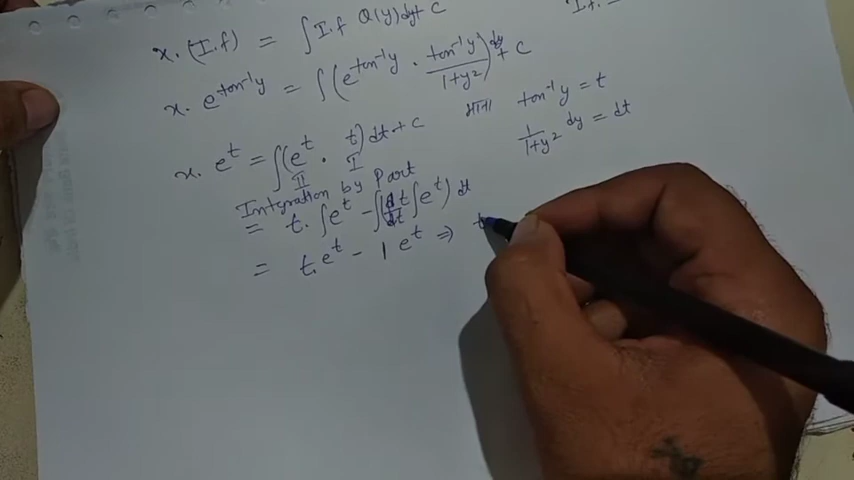 x.(I.f) = ∫I.f Q(y)dy+C
I.f. =
x. e^tan⁻¹y = ∫(e^tan⁻¹y . tan⁻¹y/1+y²)dy + C
माना tan⁻¹y = t
x. e^t = ∫(e^t . t)dt + C
1/1+y² dy = dt
II I
Integration by Part
= t. ∫e^t - ∫(d/dt t ∫e^t) dt
= t. e^t - 1 e^t ⇒ t